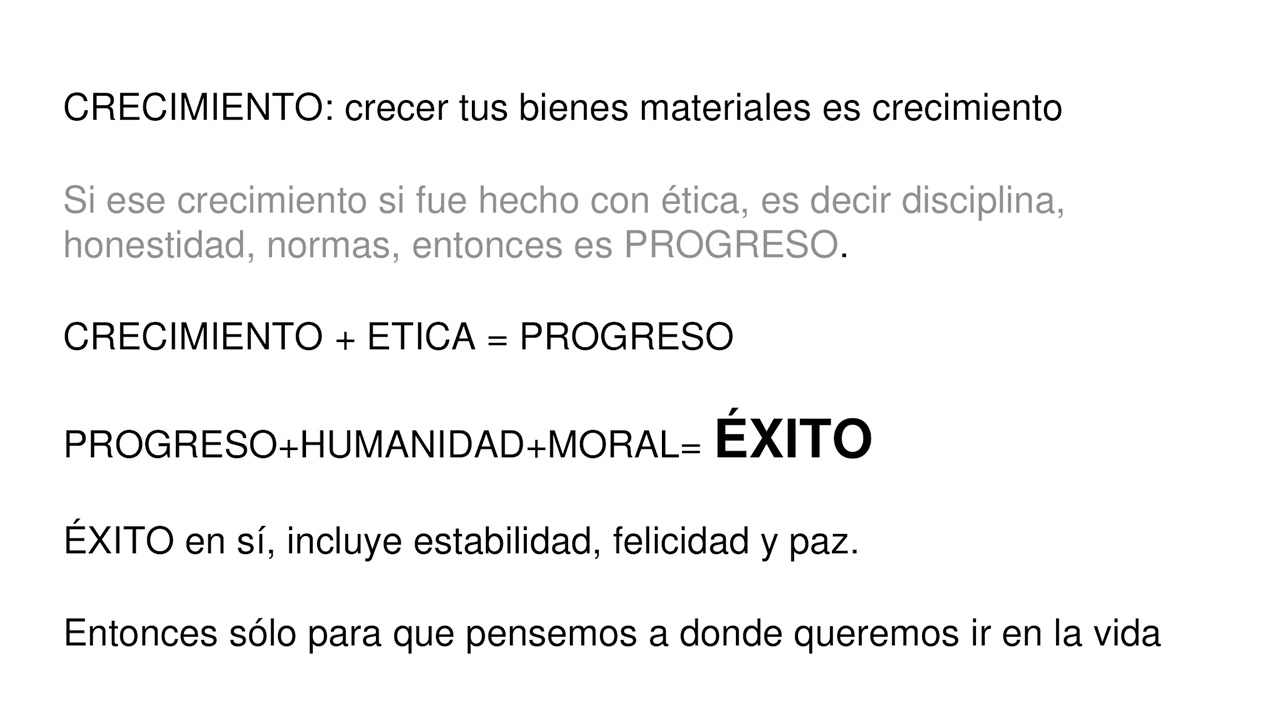 CRECIMIENTO: crecer tus bienes materiales es crecimiento
Si ese crecimiento si fue hecho con ética, es decir disciplina,
honestidad, normas, entonces es PROGRESO.
CRECIMIENTO + ETICA = PROGRESO
PROGRESO+HUMANIDAD+MORAL= ÉXITO
ÉXITO en sí, incluye estabilidad, felicidad y paz.
Entonces sólo para que pensemos a donde queremos ir en la vida